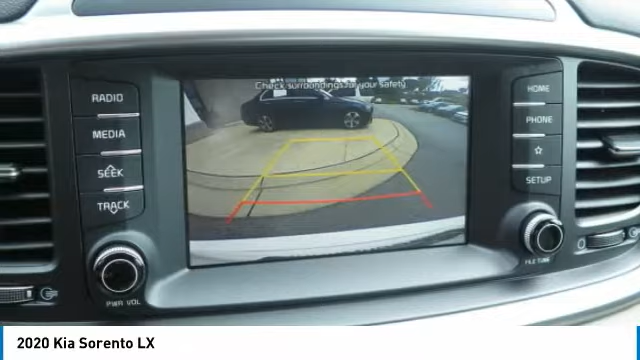 Check surroundings for your safety
RADIO
MEDIA
SEEK
TRACK
PWR VOL
HOME
PHONE
SETUP
FILE TUNE
2020 Kia Sorento LX